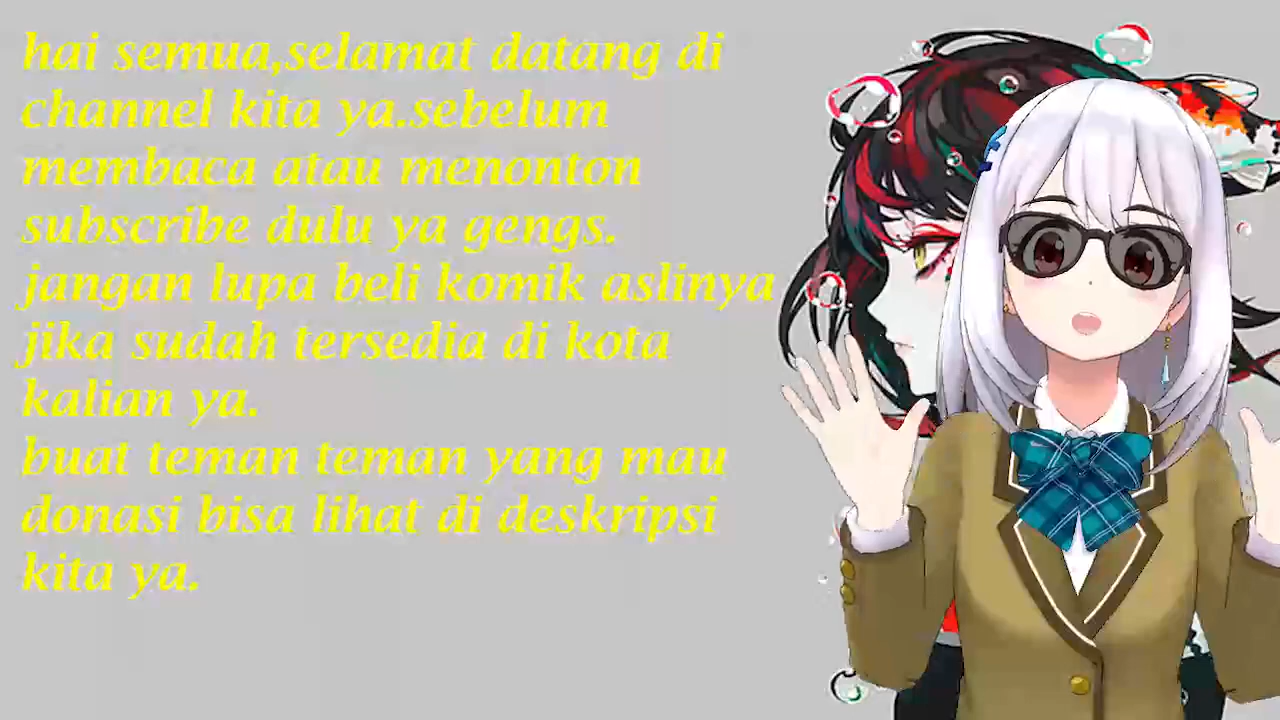 hai semua,selamat datang di
channel kita ya.sebelum
membaca atau menonton
subscribe dulu ya gengs.
jangan lupa beli komik aslinya
jika sudah tersedia di kota
kalian ya.
buat teman teman yang mau
donasi bisa lihat di deskripsi
kita ya.